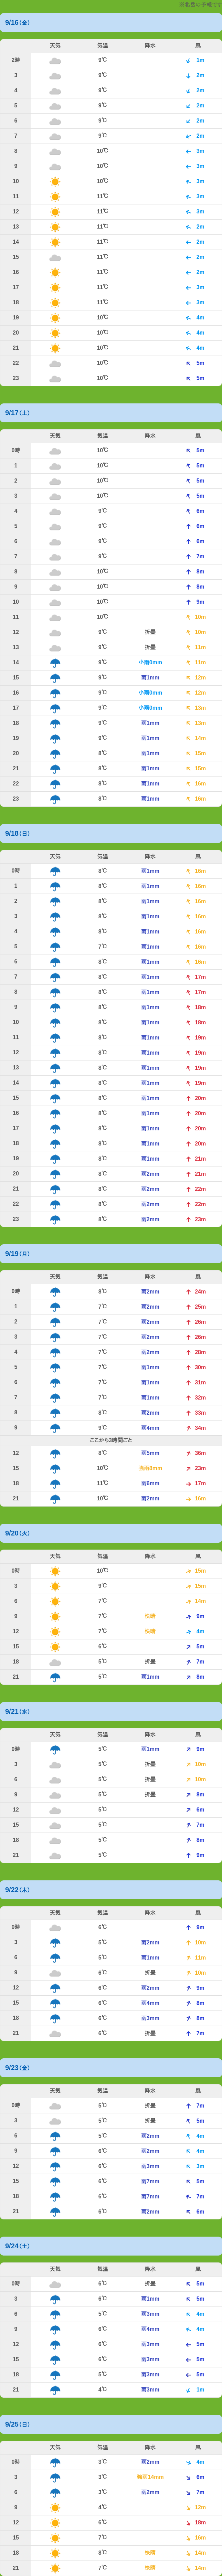 ※北岳の予報です
9/16(金)
天気 気温 降水 風
2時 9℃ 1m
3 9℃ 2m
4 9℃ 2m
5 9℃ 2m
6 9℃ 2m
7 9℃ 2m
8 10℃ 3m
9 10℃ 3m
10 11℃ 3m
11 11℃ 3m
12 11℃ 3m
13 11℃ 2m
14 11℃ 2m
15 11℃ 2m
16 11℃ 2m
17 11℃ 3m
18 11℃ 3m
19 10℃ 4m
20 10℃ 4m
21 10℃ 4m
22 10℃ 5m
23 10℃ 5m
9/17(土)
天気 気温 降水 風
0時 10℃ 5m
1 10℃ 5m
2 10℃ 5m
3 10℃ 5m
4 9℃ 6m
5 9℃ 6m
6 9℃ 6m
7 9℃ 7m
8 10℃ 8m
9 10℃ 8m
10 10℃ 9m
11 10℃ 10m
12 9℃ 折曇 10m
13 9℃ 折曇 11m
14 9℃ 小雨0mm 11m
15 9℃ 雨1mm 12m
16 9℃ 小雨0mm 12m
17 9℃ 小雨0mm 13m
18 9℃ 雨1mm 13m
19 9℃ 雨1mm 14m
20 8℃ 雨1mm 15m
21 8℃ 雨1mm 15m
22 8℃ 雨1mm 16m
23 8℃ 雨1mm 16m
9/18(日)
天気 気温 降水 風
0時 8℃ 雨1mm 16m
1 8℃ 雨1mm 16m
2 8℃ 雨1mm 16m
3 8℃ 雨1mm 16m
4 8℃ 雨1mm 16m
5 7℃ 雨1mm 16m
6 8℃ 雨1mm 16m
7 8℃ 雨1mm 17m
8 8℃ 雨1mm 17m
9 8℃ 雨1mm 18m
10 8℃ 雨1mm 18m
11 8℃ 雨1mm 19m
12 8℃ 雨1mm 19m
13 8℃ 雨1mm 19m
14 8℃ 雨1mm 19m
15 8℃ 雨1mm 20m
16 8℃ 雨1mm 20m
17 8℃ 雨1mm 20m
18 8℃ 雨1mm 20m
19 8℃ 雨1mm 21m
20 8℃ 雨2mm 21m
21 8℃ 雨2mm 22m
22 8℃ 雨2mm 22m
23 8℃ 雨2mm 23m
9/19(月)
天気 気温 降水 風
0時 8℃ 雨2mm 24m
1 7℃ 雨2mm 25m
2 7℃ 雨2mm 26m
3 7℃ 雨2mm 26m
4 7℃ 雨2mm 28m
5 7℃ 雨1mm 30m
6 7℃ 雨1mm 31m
7 7℃ 雨1mm 32m
8 8℃ 雨2mm 33m
9 9℃ 雨4mm 34m
ここから3時間ごと
12 8℃ 雨5mm 36m
15 10℃ 強雨8mm 23m
18 11℃ 雨6mm 17m
21 10℃ 雨2mm 16m
9/20(火)
天気 気温 降水 風
0時 10℃ 15m
3 9℃ 15m
6 7℃ 14m
9 7℃ 快晴 9m
12 7℃ 快晴 4m
15 6℃ 5m
18 5℃ 折曇 7m
21 5℃ 雨1mm 8m
9/21(水)
天気 気温 降水 風
0時 5℃ 雨1mm 9m
3 5℃ 折曇 10m
6 5℃ 折曇 10m
9 5℃ 折曇 8m
12 5℃ 6m
15 5℃ 7m
18 5℃ 8m
21 5℃ 9m
9/22(木)
天気 気温 降水 風
0時 6℃ 9m
3 5℃ 雨2mm 10m
6 5℃ 雨1mm 11m
9 6℃ 折曇 10m
12 6℃ 雨2mm 9m
15 6℃ 雨4mm 8m
18 6℃ 雨3mm 8m
21 6℃ 折曇 7m
9/23(金)
天気 気温 降水 風
0時 5℃ 折曇 7m
3 5℃ 折曇 5m
6 5℃ 雨2mm 4m
9 6℃ 雨2mm 4m
12 6℃ 雨3mm 3m
15 6℃ 雨7mm 5m
18 6℃ 雨7mm 7m
21 6℃ 雨2mm 6m
9/24(土)
天気 気温 降水 風
0時 6℃ 折曇 5m
3 6℃ 雨1mm 5m
6 6℃ 雨3mm 4m
9 6℃ 雨4mm 4m
12 6℃ 雨3mm 5m
15 6℃ 雨3mm 5m
18 5℃ 雨3mm 5m
21 4℃ 雨3mm 1m
9/25(日)
天気 気温 降水 風
0時 3℃ 雨2mm 4m
3 3℃ 強雨14mm 6m
6 3℃ 雨2mm 7m
9 4℃ 12m
12 6℃ 18m
15 7℃ 16m
18 8℃ 快晴 14m
21 7℃ 快晴 14m